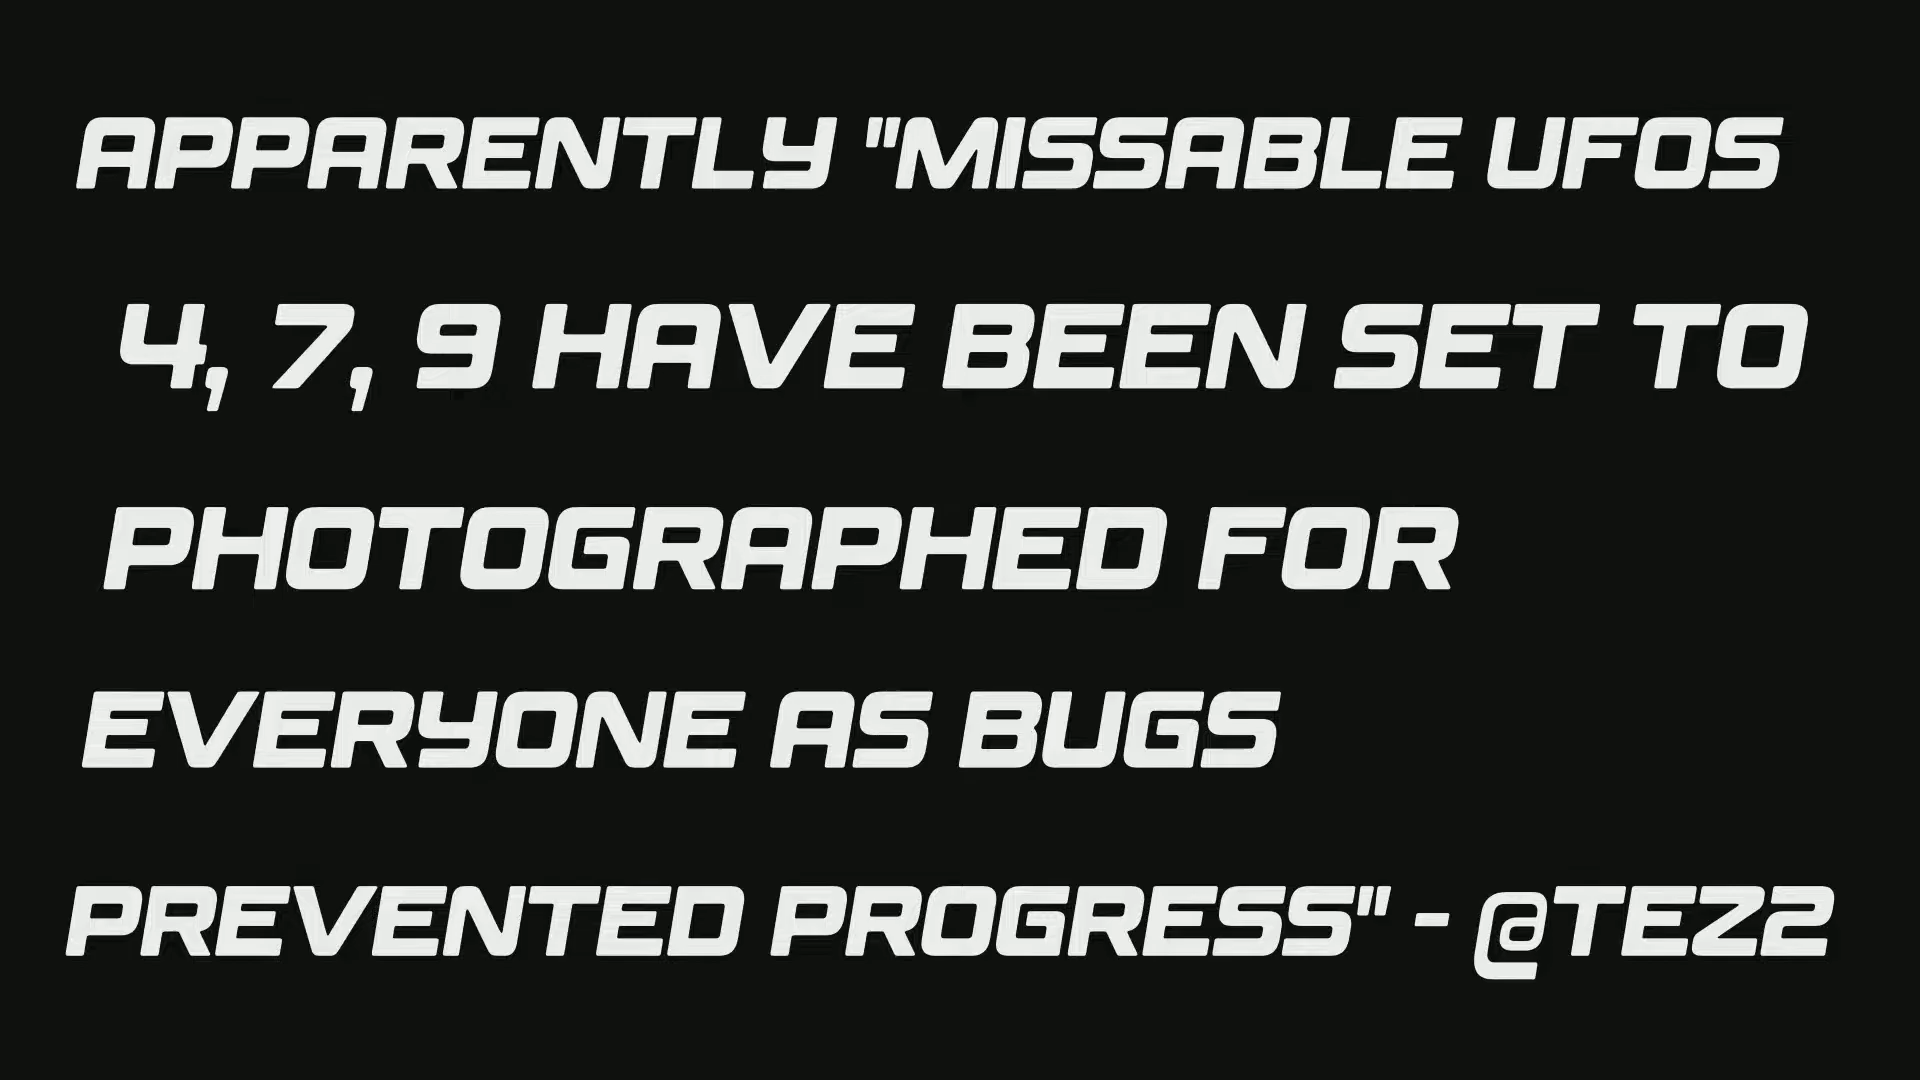 APPARENTLY "MISSABLE UFOS
4, 7, 9 HAVE BEEN SET TO
PHOTOGRAPHED FOR
EVERYONE AS BUGS
PREVENTED PROGRESS" - @TEZ2